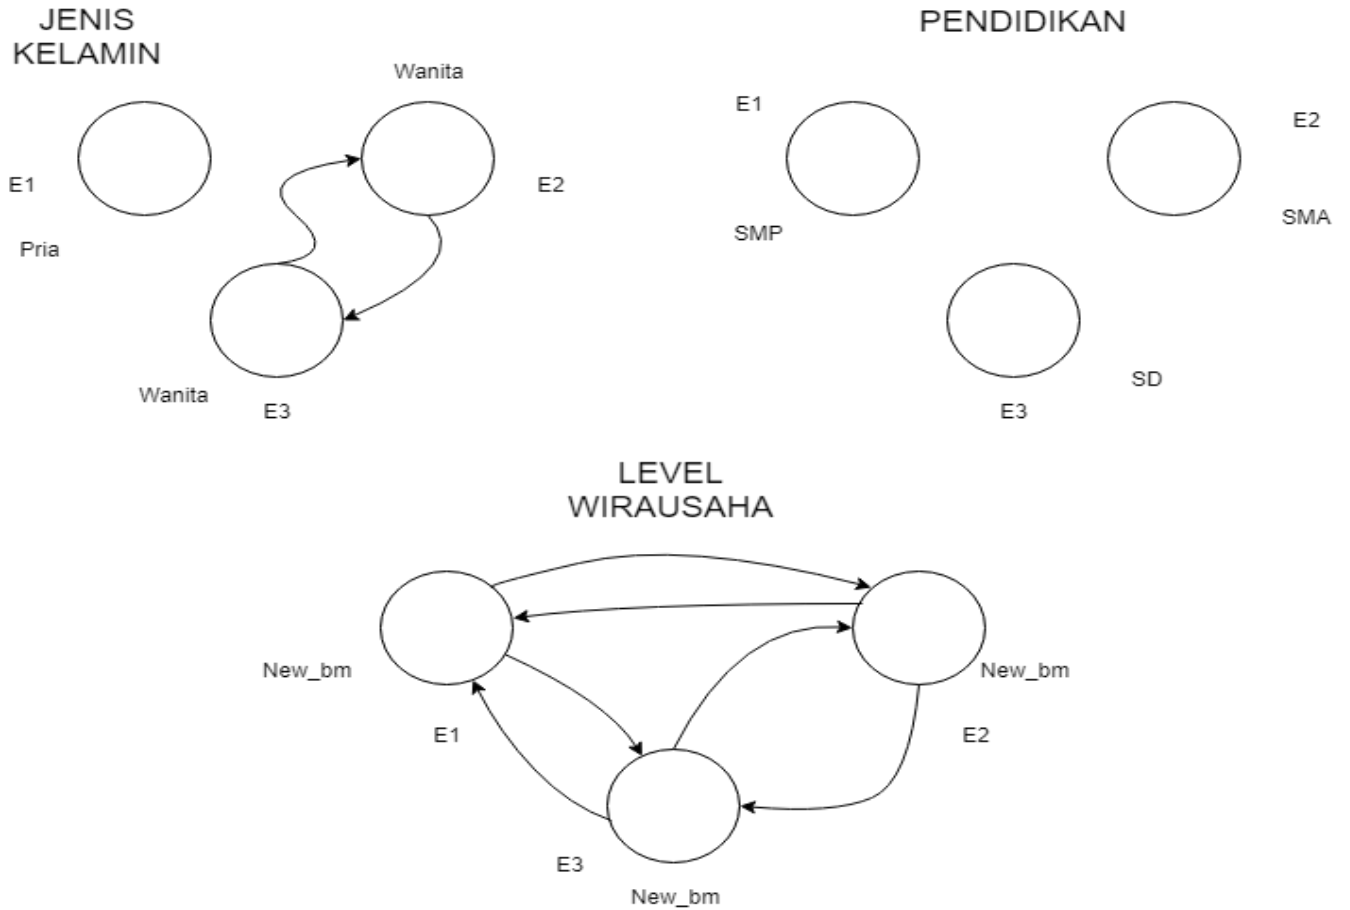 JENIS
KELAMIN
Wanita
E1
E2
Pria
Wanita
E3
PENDIDIKAN
E1
E2
SMP
SMA
SD
E3
LEVEL
WIRAUSAHA
New_bm
New_bm
E1
E2
E3
New_bm